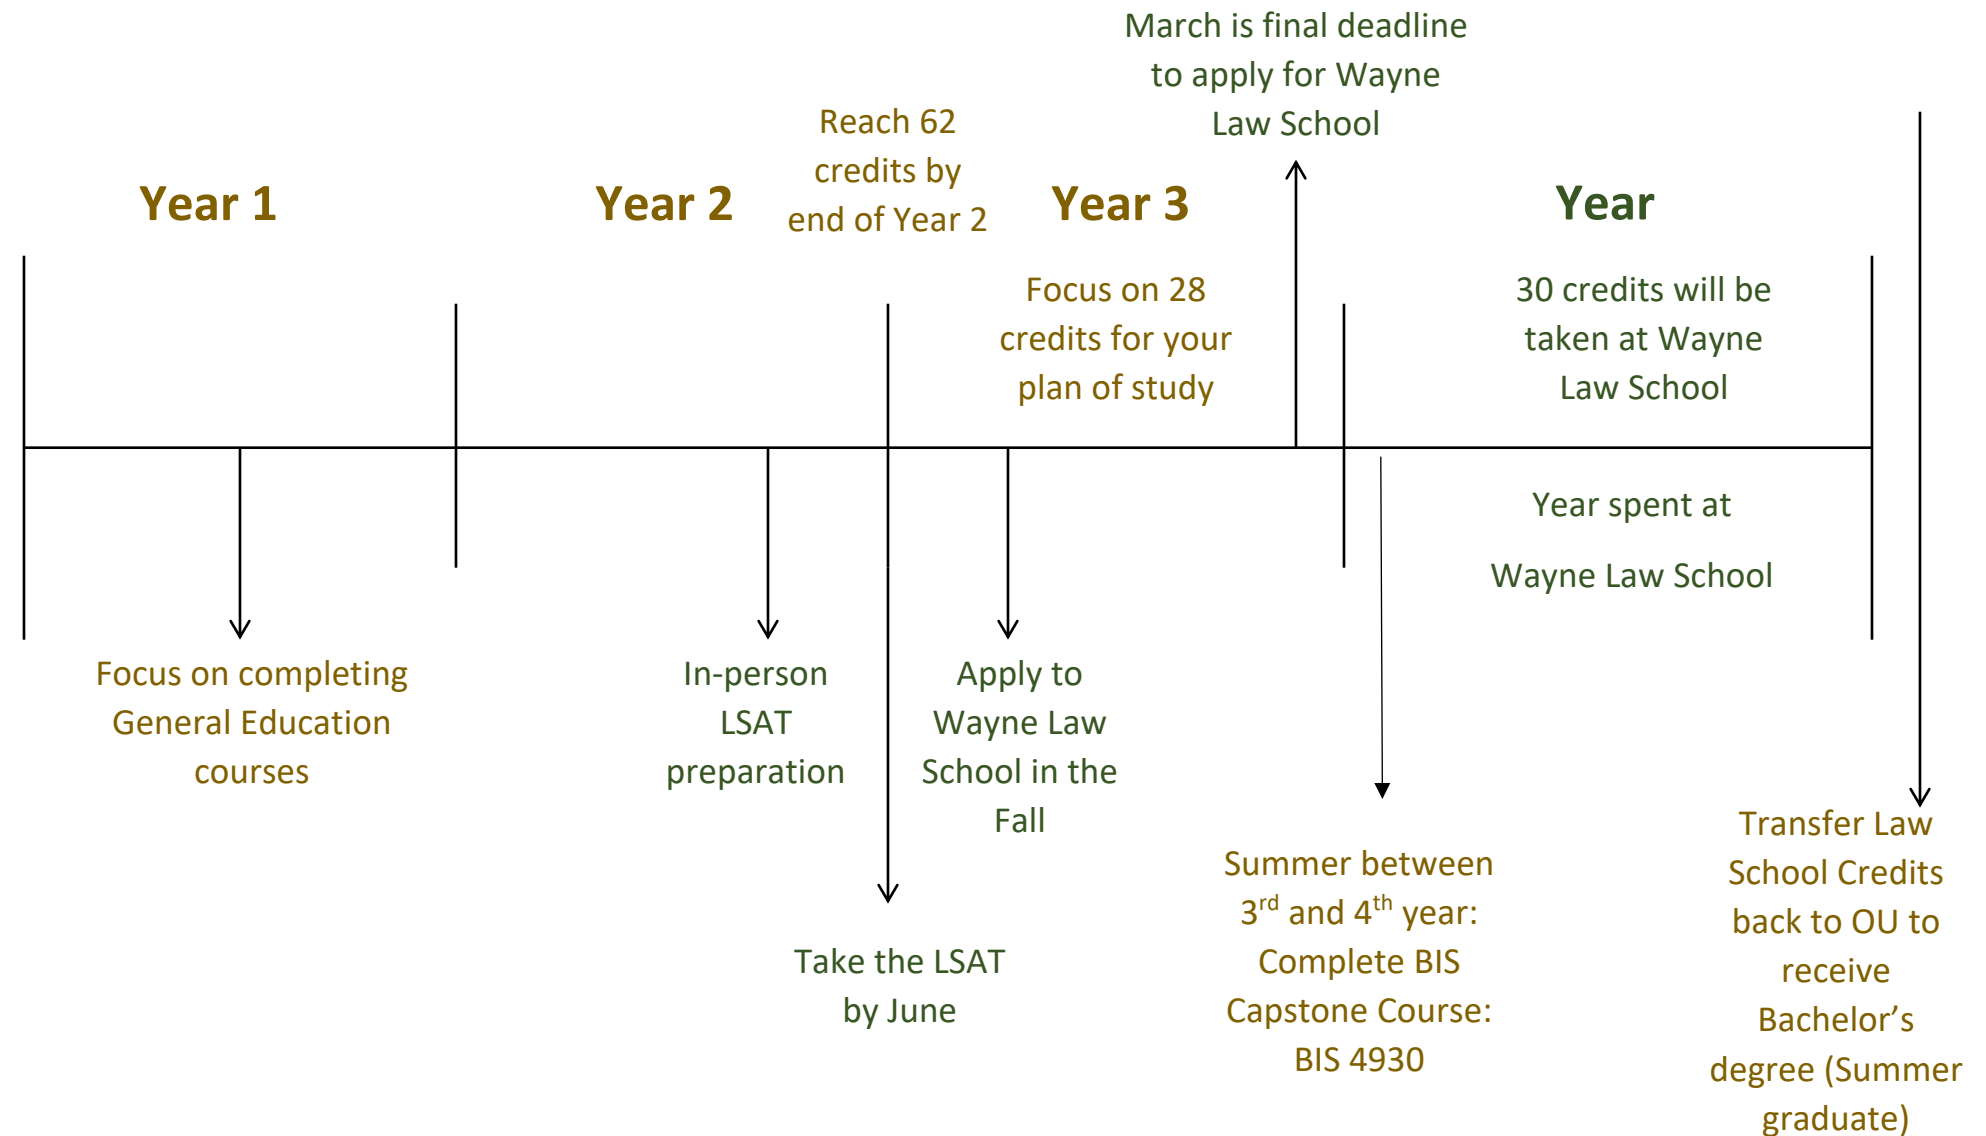 March is final deadline
to apply for Wayne
Law School
Reach 62
credits by
end of Year 2
Year 1
Year 2
Year 3
Year
Focus on 28
credits for your
plan of study
30 credits will be
taken at Wayne
Law School
Year spent at
Wayne Law School
Focus on completing
General Education
courses
In-person
LSAT
preparation
Apply to
Wayne Law
School in the
Fall
Take the LSAT
by June
Summer between
3rd and 4th year:
Complete BIS
Capstone Course:
BIS 4930
Transfer Law
School Credits
back to OU to
receive
Bachelor’s
degree (Summer
graduate)